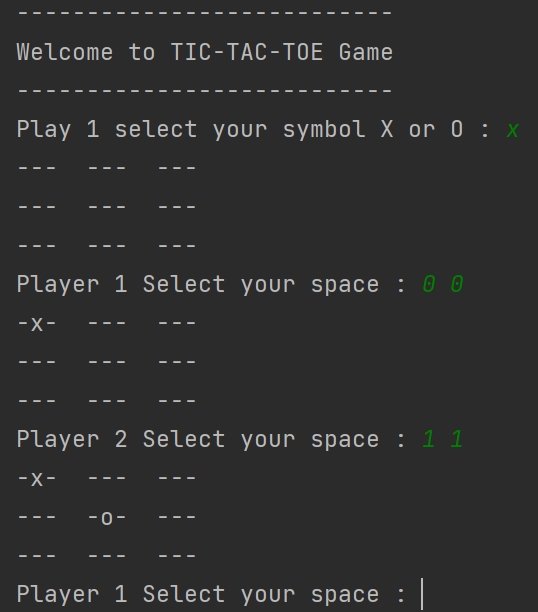 ---------------------------
Welcome to TIC-TAC-TOE Game
---------------------------
Play 1 select your symbol X or O : x
---  ---  ---
---  ---  ---
---  ---  ---
Player 1 Select your space : 0 0
-x-  ---  ---
---  ---  ---
---  ---  ---
Player 2 Select your space : 1 1
-x-  ---  ---
---  -o-  ---
---  ---  ---
Player 1 Select your space :